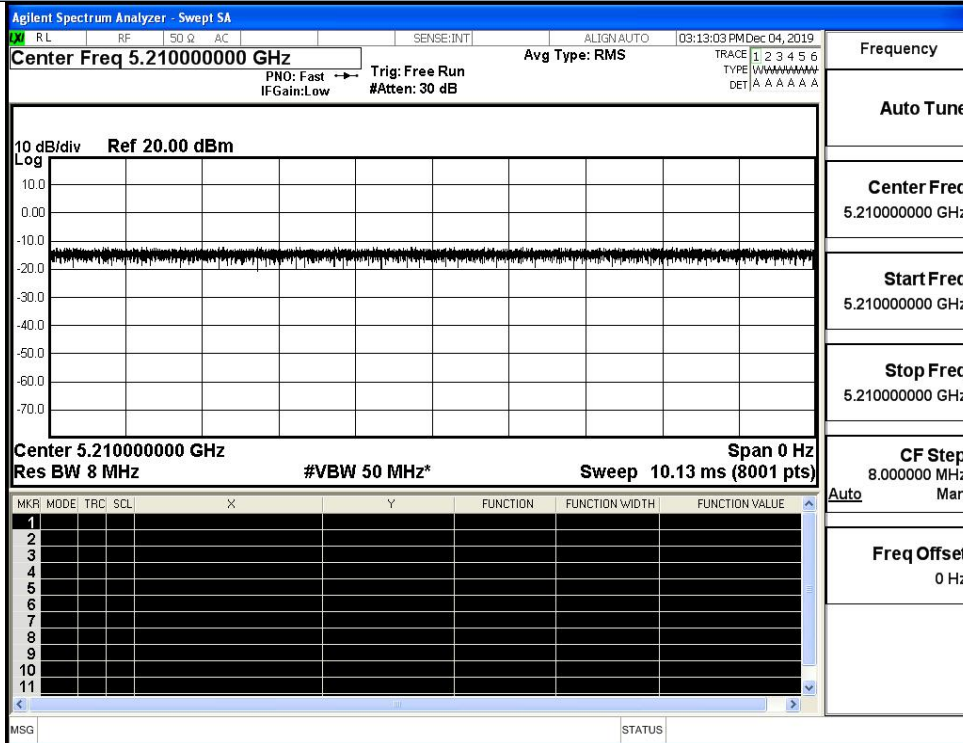 Agilent Spectrum Analyzer - Swept SA
LXI RL RF 50 Ω AC SENSE:INT ALIGNAUTO 03:13:03 PMDec 04, 2019
Center Freq 5.210000000 GHz Avg Type: RMS TRACE 1 2 3 4 5 6
PNO: Fast Trig: Free Run TYPE WWWWWW
IFGain:Low #Atten: 30 dB DET A A A A A A
10 dB/div Ref 20.00 dBm
Log
10.0
0.00
-10.0
-20.0
-30.0
-40.0
-50.0
-60.0
-70.0
Center 5.210000000 GHz Span 0 Hz
Res BW 8 MHz #VBW 50 MHz* Sweep 10.13 ms (8001 pts)
MKR MODE TRC SCL X Y FUNCTION FUNCTION WIDTH FUNCTION VALUE
1
2
3
4
5
6
7
8
9
10
11
MSG STATUS
Frequency
Auto Tune
Center Freq
5.210000000 GHz
Start Freq
5.210000000 GHz
Stop Freq
5.210000000 GHz
CF Step
8.000000 MHz
Auto Man
Freq Offset
0 Hz